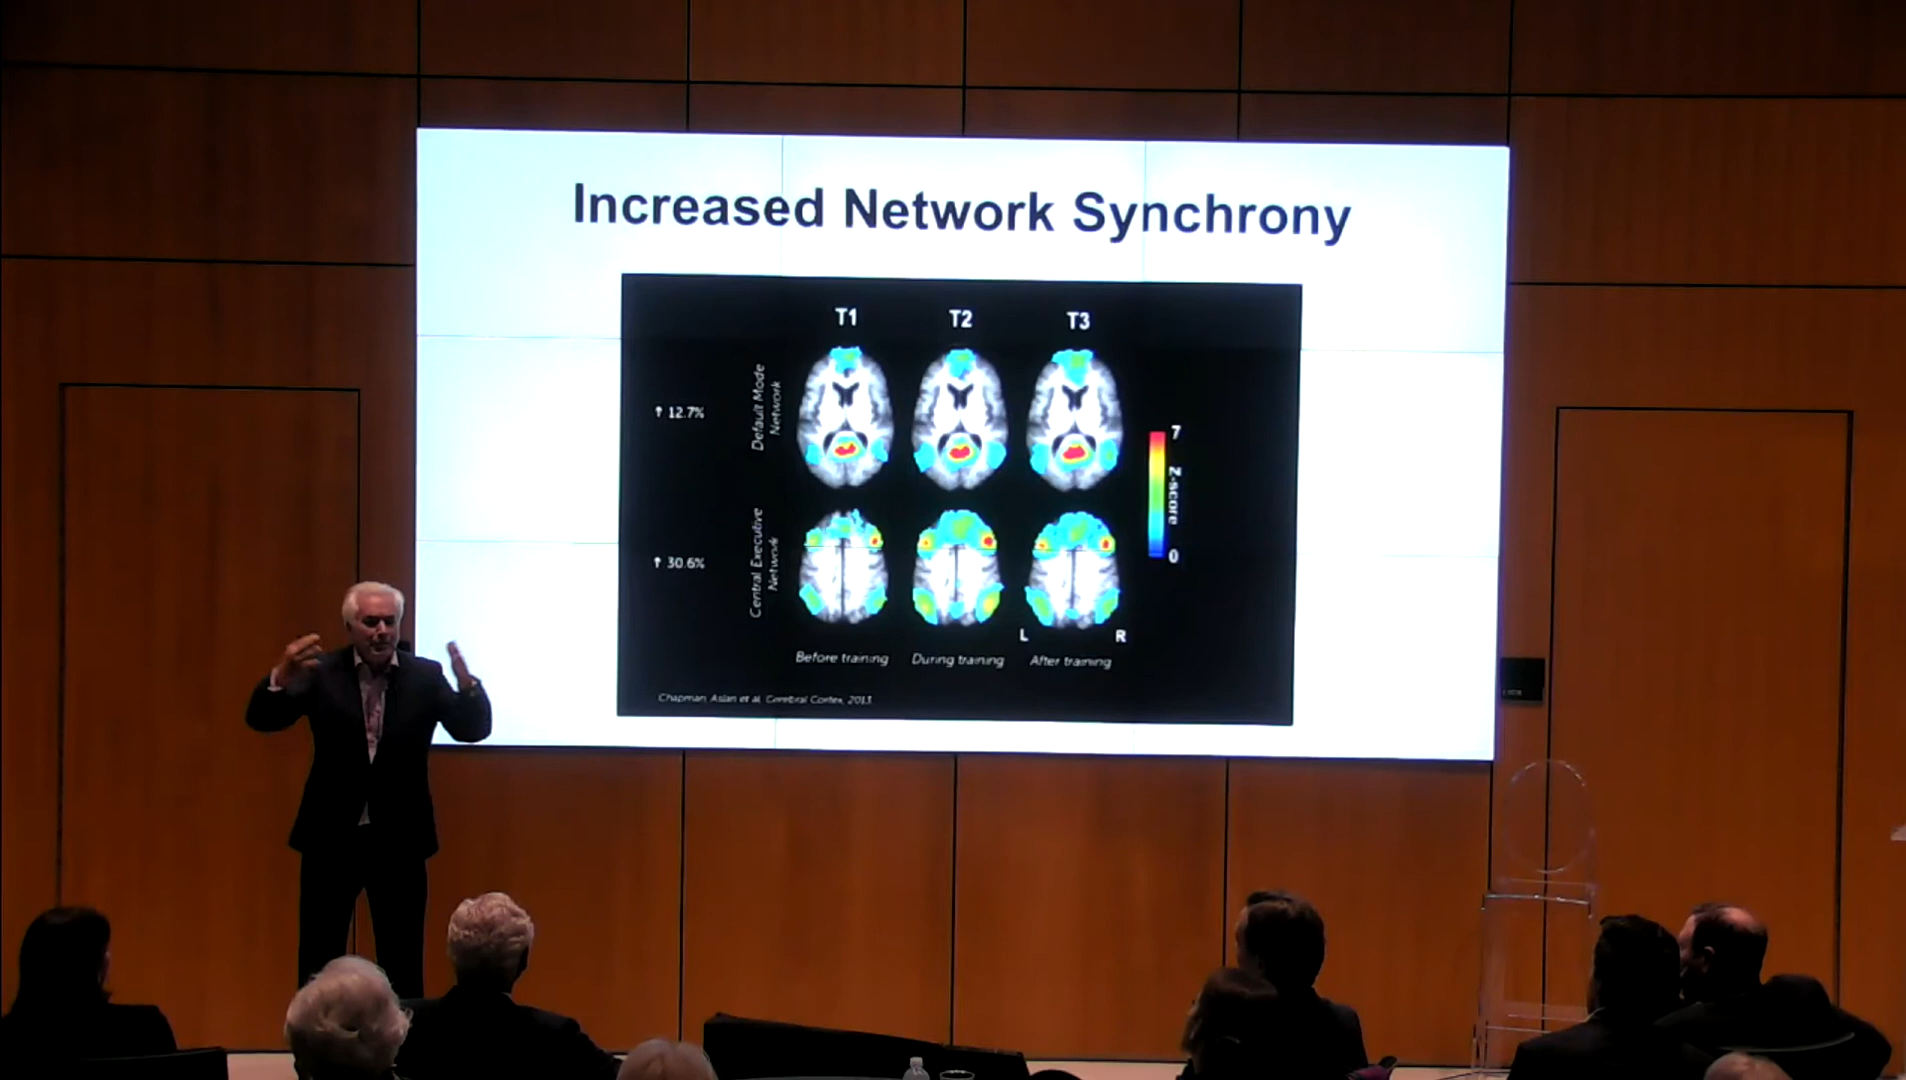 Increased Network Synchrony
T1 T2 T3
↑ 12.7%
Default Mode
Network
7
Z-score
0
↑ 30.6%
Central Executive
Network
L R
Before training During training After training
Chapman, Aslan et al, Cerebral Cortex, 2013